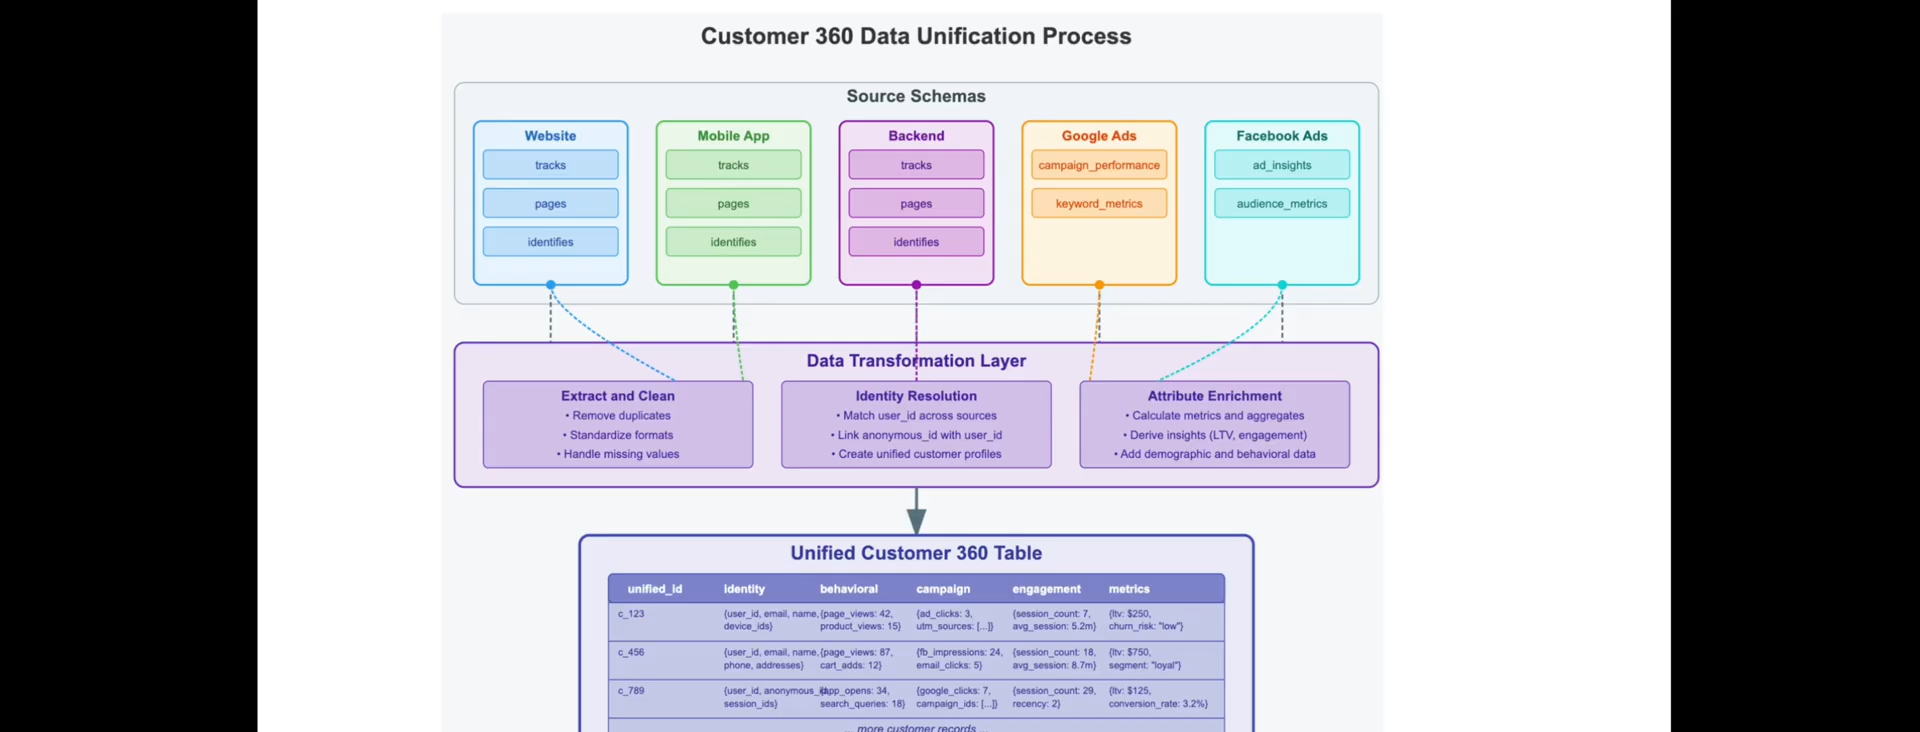 Customer 360 Data Unification Process
Source Schemas
Website
tracks
pages
identifies
Mobile App
tracks
pages
identifies
Backend
tracks
pages
identifies
Google Ads
campaign_performance
keyword_metrics
Facebook Ads
ad_insights
audience_metrics
Data Transformation Layer
Extract and Clean
• Remove duplicates
• Standardize formats
• Handle missing values
Identity Resolution
• Match user_id across sources
• Link anonymous_id with user_id
• Create unified customer profiles
Attribute Enrichment
• Calculate metrics and aggregates
• Derive insights (LTV, engagement)
• Add demographic and behavioral data
Unified Customer 360 Table
unified_id identity behavioral campaign engagement metrics
c_123
{user_id, email, name,
device_ids}
{page_views: 42,
product_views: 15}
{ad_clicks: 3,
utm_sources: [...]}
{session_count: 7,
avg_session: 5.2m}
{ltv: $250,
churn_risk: "low"}
c_456
{user_id, email, name,
phone, addresses}
{page_views: 87,
cart_adds: 12}
{fb_impressions: 24,
email_clicks: 5}
{session_count: 18,
avg_session: 8.7m}
{ltv: $750,
segment: "loyal"}
c_789
{user_id, anonymous_id,
session_ids}
{app_opens: 34,
search_queries: 18}
{google_clicks: 7,
campaign_ids: [...]}
{session_count: 29,
recency: 2}
{ltv: $125,
conversion_rate: 3.2%}
... more customer records ...